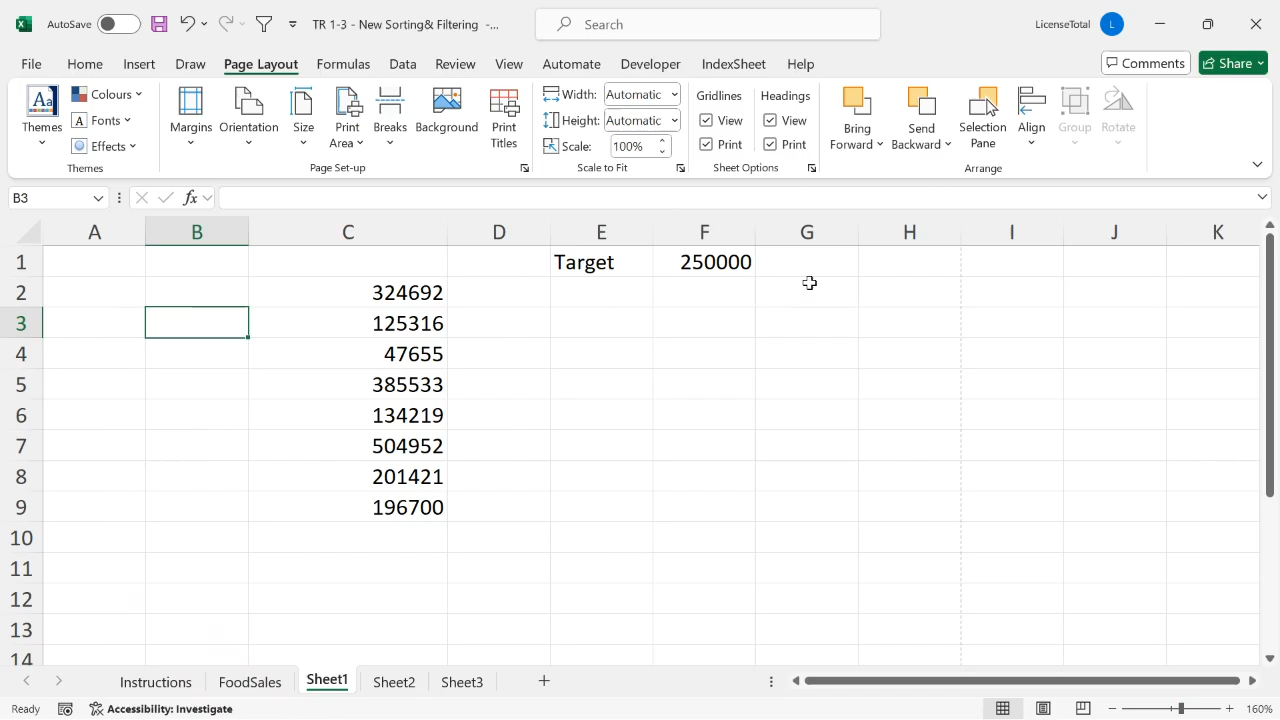 AutoSave
TR 1-3 - New Sorting& Filtering -...
Search
LicenseTotal
L
File
Home
Insert
Draw
Page Layout
Formulas
Data
Review
View
Automate
Developer
IndexSheet
Help
Comments
Share
Aa
Themes
Colours
Fonts
Effects
Themes
Margins
Orientation
Size
Print Area
Breaks
Background
Print Titles
Page Set-up
Width: Automatic
Height: Automatic
Scale: 100%
Scale to Fit
Gridlines
View
Print
Headings
View
Print
Sheet Options
Bring Forward
Send Backward
Selection Pane
Align
Group
Rotate
Arrange
B3
fx
A B C D E F G H I J K
1 Target 250000
2 324692
3 125316
4 47655
5 385533
6 134219
7 504952
8 201421
9 196700
10
11
12
13
14
Instructions FoodSales Sheet1 Sheet2 Sheet3
Ready
Accessibility: Investigate
160%